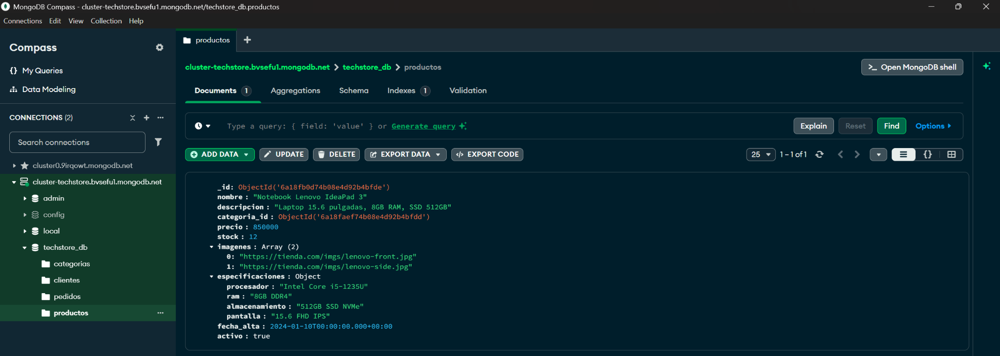 MongoDB Compass - cluster-techstore.bvsefu1.mongodb.net/techstore_db.productos
Connections Edit View Collection Help
Compass
{} My Queries
Data Modeling
CONNECTIONS (2)
Search connections
cluster0.9irqowt.mongodb.net
cluster-techstore.bvsefu1.mongodb.net
admin
config
local
techstore_db
categorias
clientes
pedidos
productos
productos
cluster-techstore.bvsefu1.mongodb.net > techstore_db > productos
>_ Open MongoDB shell
Documents 1 Aggregations Schema Indexes 1 Validation
Type a query: { field: 'value' } or Generate query
Explain Reset Find Options
ADD DATA UPDATE DELETE EXPORT DATA </> EXPORT CODE
25 1 – 1 of 1 {}
_id: ObjectId('6a18fb0d74b08e4d92b4bfde')
nombre : "Notebook Lenovo IdeaPad 3"
descripcion : "Laptop 15.6 pulgadas, 8GB RAM, SSD 512GB"
categoria_id : ObjectId('6a18faef74b08e4d92b4bfdd')
precio : 850000
stock : 12
imagenes : Array (2)
0: "https://tienda.com/imgs/lenovo-front.jpg"
1: "https://tienda.com/imgs/lenovo-side.jpg"
especificaciones : Object
procesador : "Intel Core i5-1235U"
ram : "8GB DDR4"
almacenamiento : "512GB SSD NVMe"
pantalla : "15.6 FHD IPS"
fecha_alta : 2024-01-10T00:00:00.000+00:00
activo : true